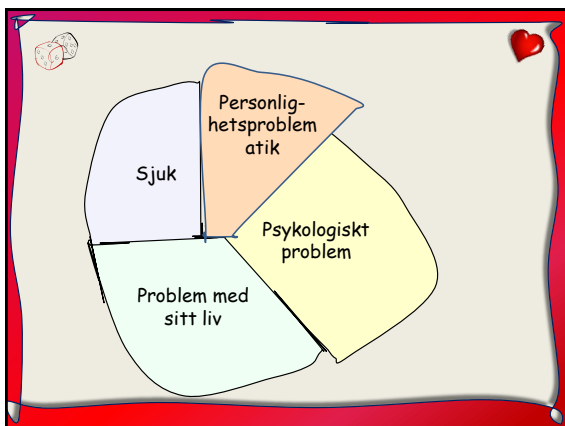 Personlig-
hetsproblem
atik
Sjuk
Psykologiskt
problem
Problem med
sitt liv